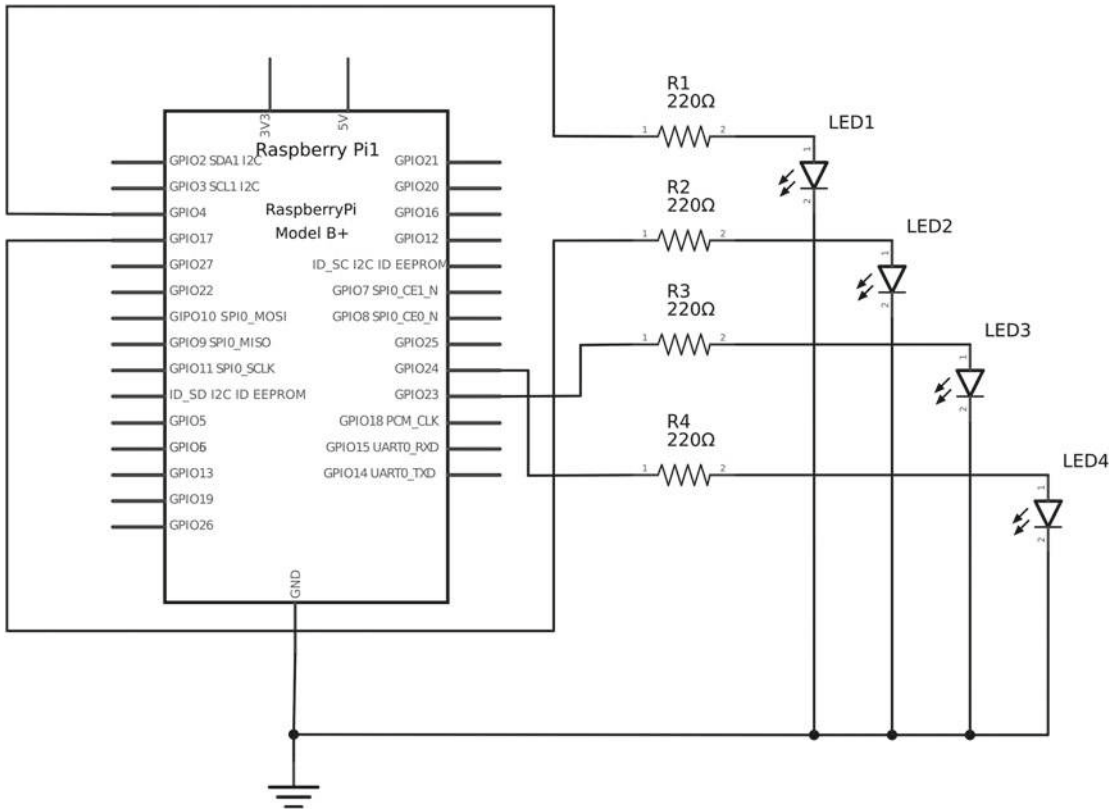 3V3
5V
Raspberry Pi1
RaspberryPi
Model B+
GPIO2 SDA1 I2C
GPIO3 SCL1 I2C
GPIO4
GPIO17
GPIO27
GPIO22
GIPO10 SPI0_MOSI
GPIO9 SPI0_MISO
GPIO11 SPI0_SCLK
ID_SD I2C ID EEPROM
GPIO5
GPIO6
GPIO13
GPIO19
GPIO26
GPIO21
GPIO20
GPIO16
GPIO12
ID_SC I2C ID EEPROM
GPIO7 SPI0_CE1_N
GPIO8 SPI0_CE0_N
GPIO25
GPIO24
GPIO23
GPIO18 PCM_CLK
GPIO15 UART0_RXD
GPIO14 UART0_TXD
GND
R1
220Ω
1 2
LED1
1
2
R2
220Ω
1 2
LED2
1
2
R3
220Ω
1 2
LED3
1
2
R4
220Ω
1 2
LED4
1
2